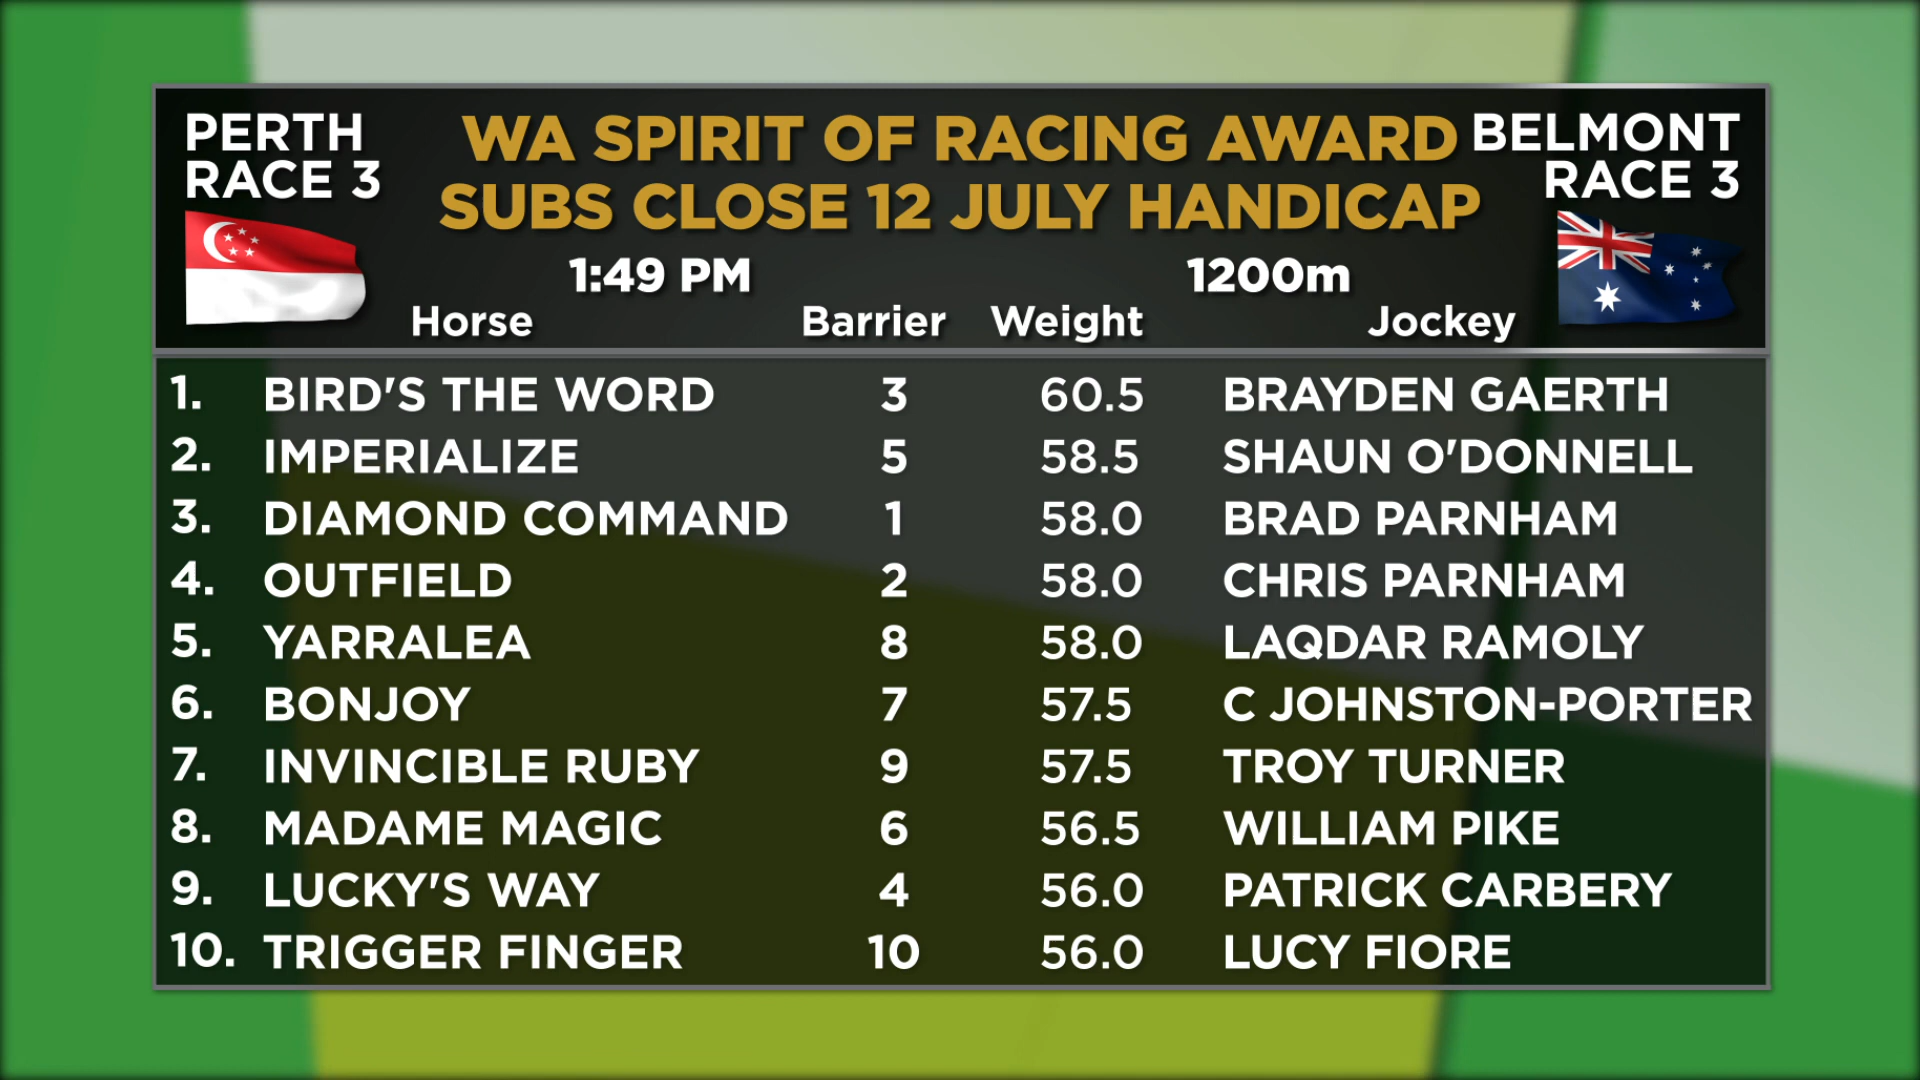 PERTH
RACE 3
WA SPIRIT OF RACING AWARD
SUBS CLOSE 12 JULY HANDICAP
BELMONT
RACE 3
1:49 PM 1200m
Horse Barrier Weight Jockey
1. BIRD'S THE WORD 3 60.5 BRAYDEN GAERTH
2. IMPERIALIZE 5 58.5 SHAUN O'DONNELL
3. DIAMOND COMMAND 1 58.0 BRAD PARNHAM
4. OUTFIELD 2 58.0 CHRIS PARNHAM
5. YARRALEA 8 58.0 LAQDAR RAMOLY
6. BONJOY 7 57.5 C JOHNSTON-PORTER
7. INVINCIBLE RUBY 9 57.5 TROY TURNER
8. MADAME MAGIC 6 56.5 WILLIAM PIKE
9. LUCKY'S WAY 4 56.0 PATRICK CARBERY
10. TRIGGER FINGER 10 56.0 LUCY FIORE